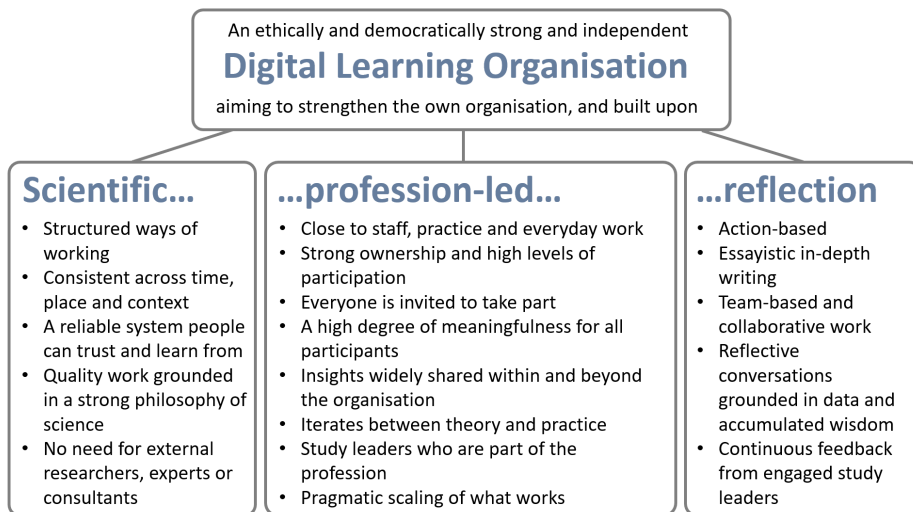 An ethically and democratically strong and independent
Digital Learning Organisation
aiming to strengthen the own organisation, and built upon
Scientific...
• Structured ways of
working
• Consistent across time,
place and context
• A reliable system people
can trust and learn from
• Quality work grounded
in a strong philosophy of
science
• No need for external
researchers, experts or
consultants
...profession-led...
• Close to staff, practice and everyday work
• Strong ownership and high levels of
participation
• Everyone is invited to take part
• A high degree of meaningfulness for all
participants
• Insights widely shared within and beyond
the organisation
• Iterates between theory and practice
• Study leaders who are part of the
profession
• Pragmatic scaling of what works
...reflection
• Action-based
• Essayistic in-depth
writing
• Team-based and
collaborative work
• Reflective
conversations
grounded in data and
accumulated wisdom
• Continuous feedback
from engaged study
leaders